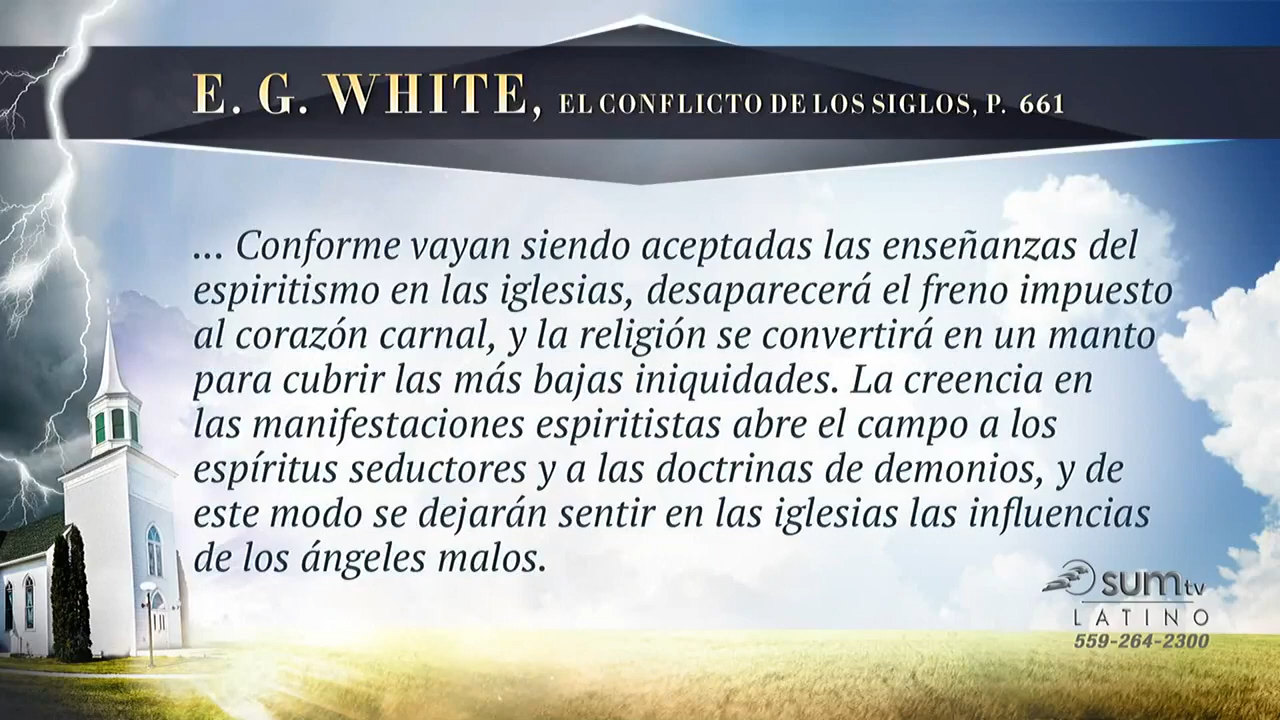 E. G. WHITE, EL CONFLICTO DE LOS SIGLOS, P. 661
... Conforme vayan siendo aceptadas las enseñanzas del
espiritismo en las iglesias, desaparecerá el freno impuesto
al corazón carnal, y la religión se convertirá en un manto
para cubrir las más bajas iniquidades. La creencia en
las manifestaciones espiritistas abre el campo a los
espíritus seductores y a las doctrinas de demonios, y de
este modo se dejarán sentir en las iglesias las influencias
de los ángeles malos.
sumtv
LATINO
559-264-2300